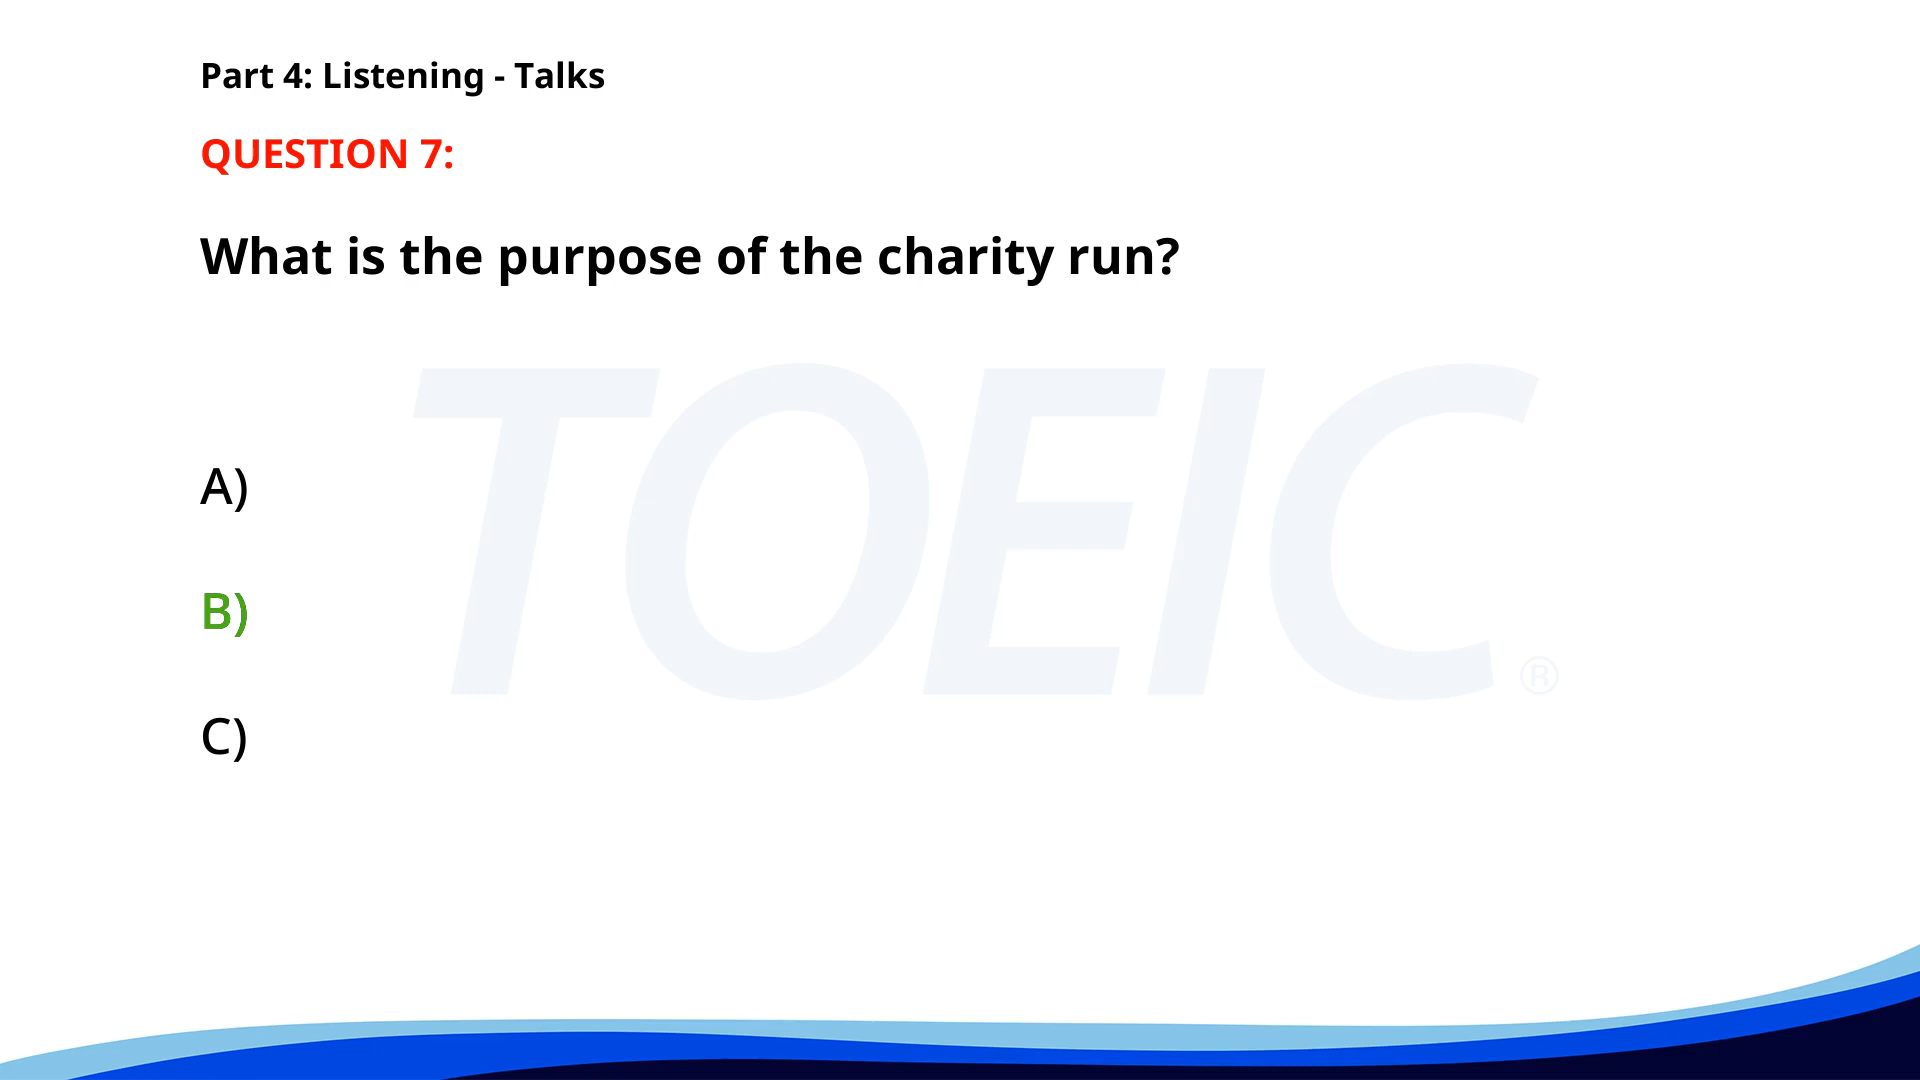 Part 4: Listening - Talks
QUESTION 7:
What is the purpose of the charity run?
TOEIC®
A)
B)
C)